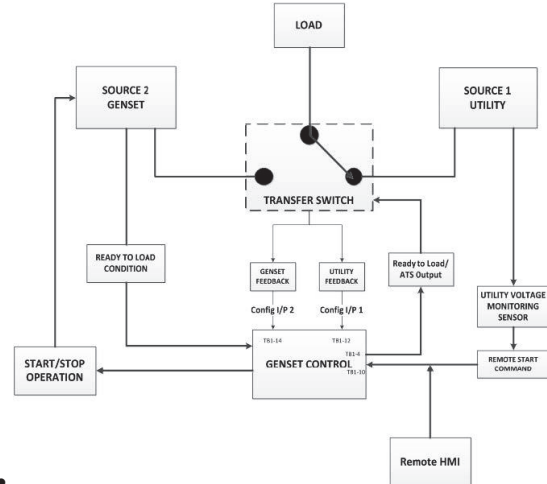 LOAD
SOURCE 2
GENSET
SOURCE 1
UTILITY
TRANSFER SWITCH
READY TO LOAD
CONDITION
GENSET
FEEDBACK
UTILITY
FEEDBACK
Ready to Load/
ATS Output
UTILITY VOLTAGE
MONITORING
SENSOR
Config I/P 2
Config I/P 1
TB1-14
TB1-12
TB1-4
TB1-10
GENSET CONTROL
START/STOP
OPERATION
REMOTE START
COMMAND
Remote HMI